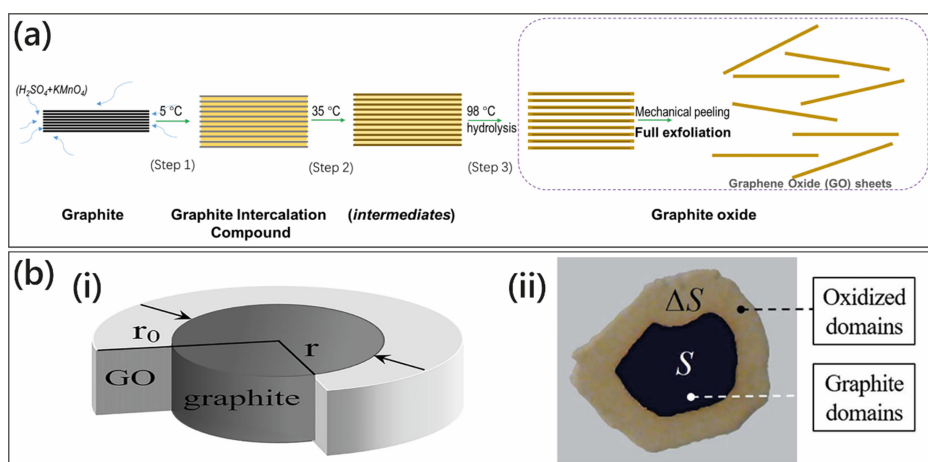 (a)
(H₂SO₄+KMnO₄)
5 °C
35 °C
98 °C
hydrolysis
Mechanical peeling
Full exfoliation
(Step 1)
(Step 2)
(Step 3)
Graphene Oxide (GO) sheets
Graphite
Graphite Intercalation
Compound
(intermediates)
Graphite oxide
(b)
(i)
r₀
r
GO
graphite
(ii)
ΔS
S
Oxidized
domains
Graphite
domains